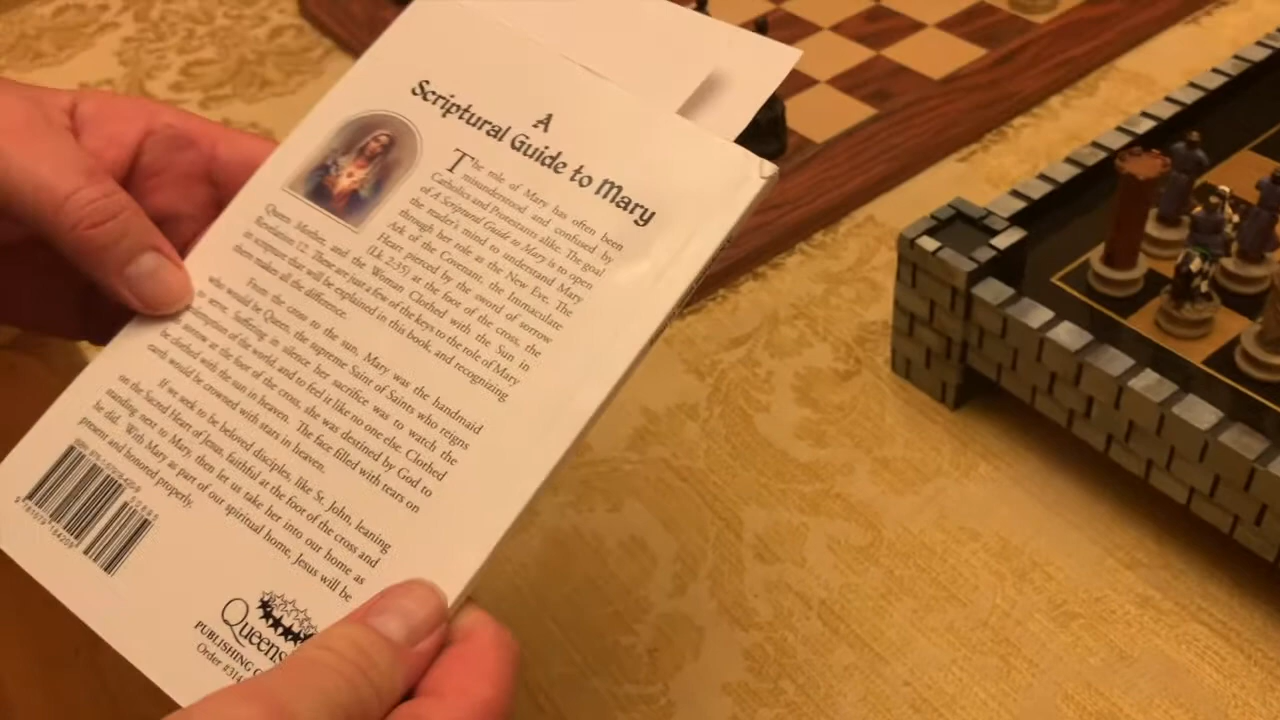 A
Scriptural Guide to Mary
The role of Mary has often been
misunderstood and confused by
Catholics and Protestants alike. The goal
of A Scriptural Guide to Mary is to open
the reader's mind to understand Mary
through her role as the New Eve. The
Ark of the Covenant, the Immaculate
Heart pierced by the sword of sorrow
(Lk 2:35) at the foot of the cross, the
Queen Mother, and the Woman Clothed with the Sun in
Revelation 12. These are just a few of the keys to the role of Mary
in scripture that will be explained in this book, and recognizing
them makes all the difference.
From the cross to the sun, Mary was the handmaid
who would be Queen, the supreme Saint of Saints who reigns
to serve. Suffering in silence, her sacrifice was to watch the
redemption of the world, and to feel it like no one else. Clothed
in sorrow at the foot of the cross, she was destined by God to
be clothed with the sun in heaven. The face filled with tears on
earth would be crowned with stars in heaven.
If we seek to be beloved disciples, like St. John, leaning
on the Sacred Heart of Jesus, faithful at the foot of the cross and
standing next to Mary, then let us take her into our home as
he did. With Mary as part of our spiritual home, Jesus will be
present and honored properly.
Queens
PUBLISHING
Order #314